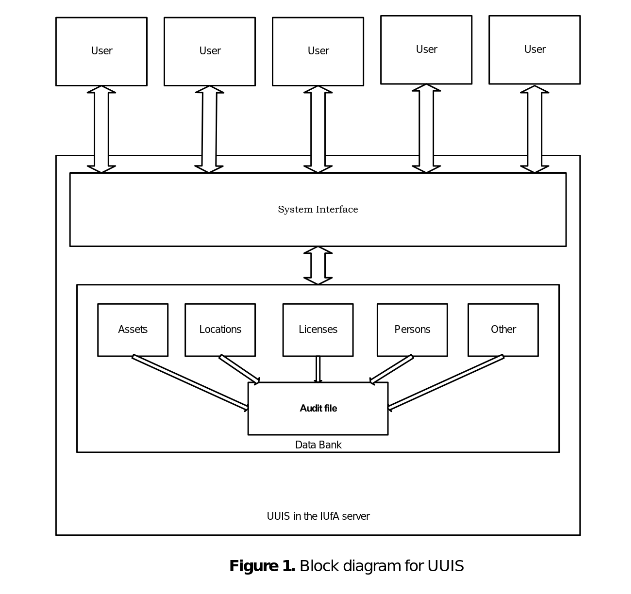 User
User
User
User
User
System Interface
Assets
Locations
Licenses
Persons
Other
Audit file
Data Bank
UUIS in the IUfA server
Figure 1. Block diagram for UUIS